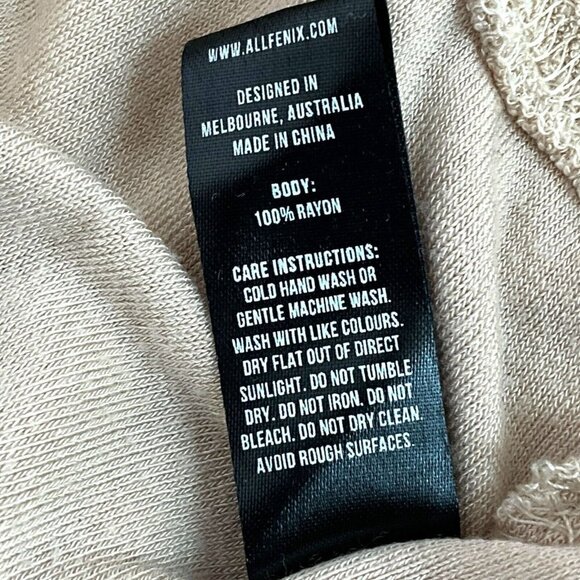 WWW.ALLFENIX.COM
DESIGNED IN
MELBOURNE, AUSTRALIA
MADE IN CHINA
BODY:
100% RAYON
CARE INSTRUCTIONS:
COLD HAND WASH OR
GENTLE MACHINE WASH.
WASH WITH LIKE COLOURS.
DRY FLAT OUT OF DIRECT
SUNLIGHT. DO NOT TUMBLE
DRY. DO NOT IRON. DO NOT
BLEACH. DO NOT DRY CLEAN.
AVOID ROUGH SURFACES.